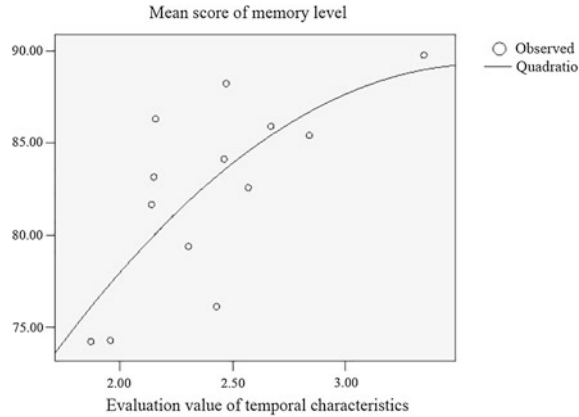 Mean score of memory level
90.00
85.00
80.00
75.00
2.00 2.50 3.00
Evaluation value of temporal characteristics
Observed
Quadratio